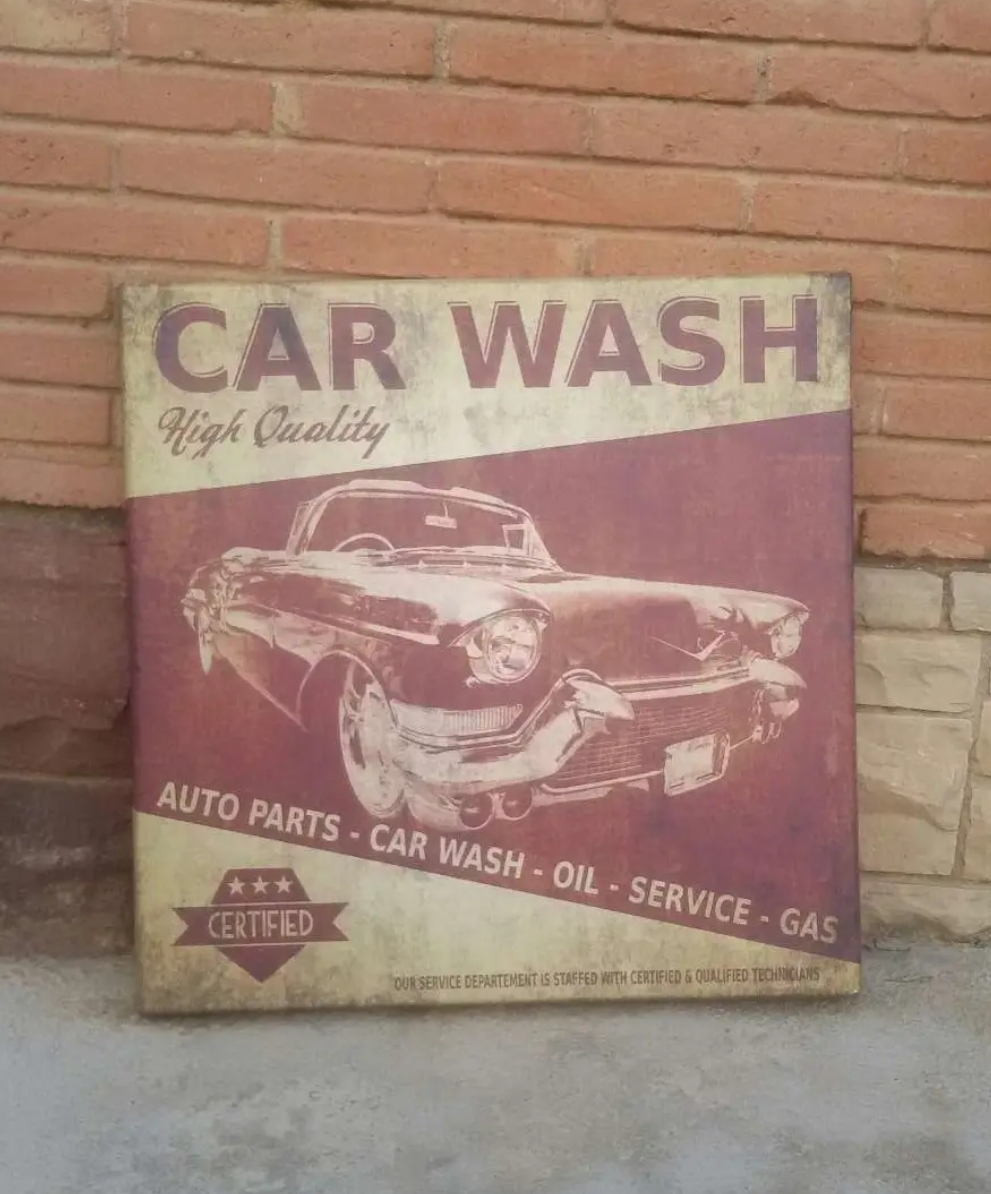 CAR WASH
High Quality
AUTO PARTS - CAR WASH - OIL - SERVICE - GAS
CERTIFIED
OUR SERVICE DEPARTEMENT IS STAFFED WITH CERTIFIED & QUALIFIED TECHNICIANS